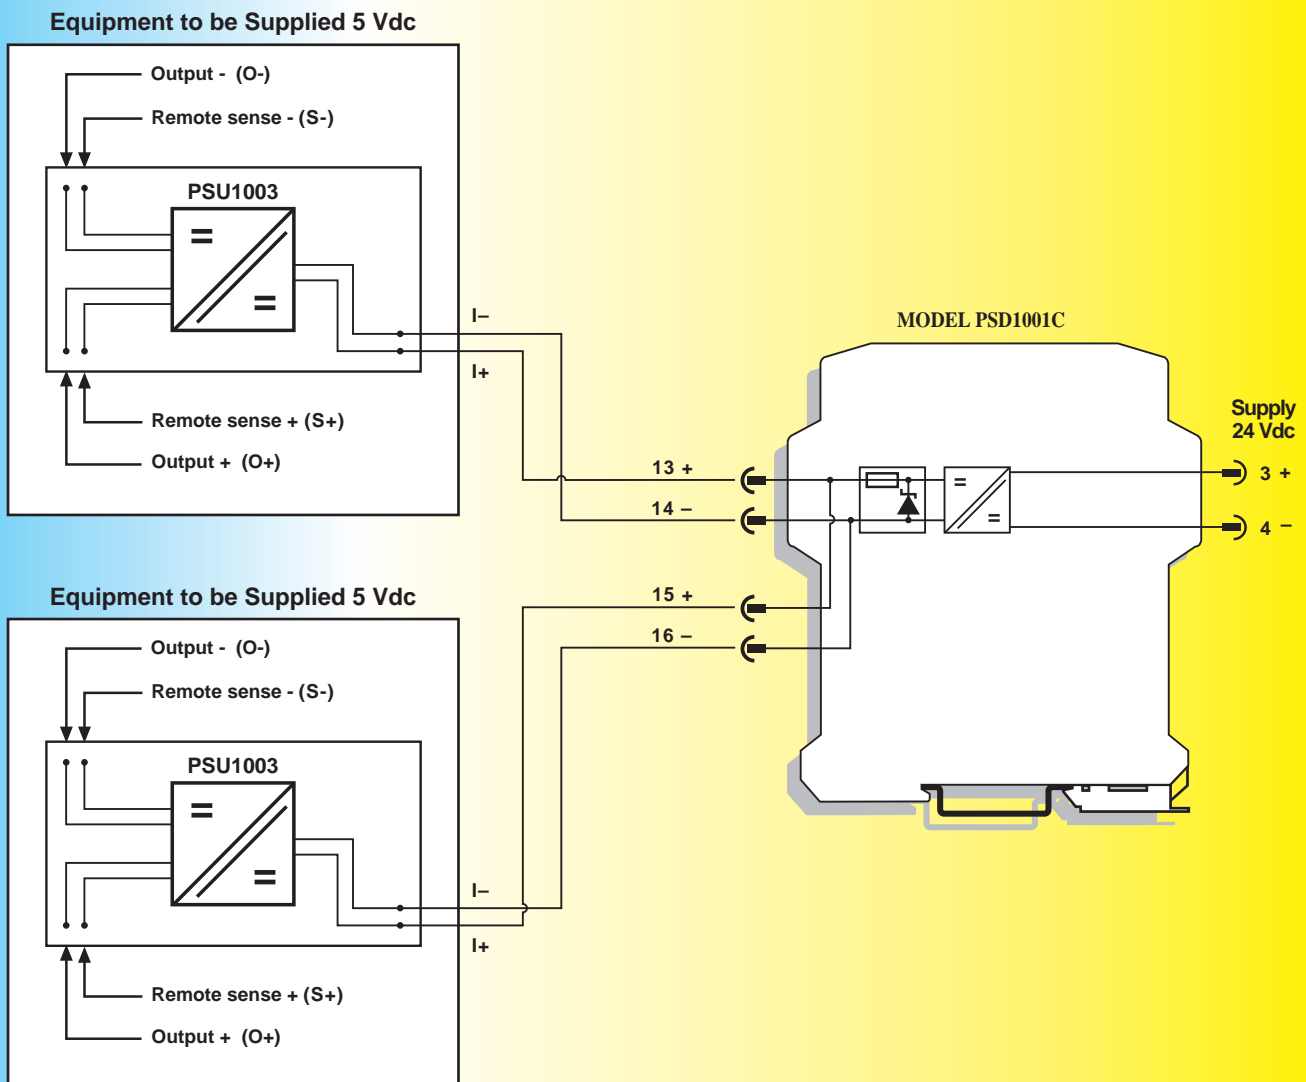 Equipment to be Supplied 5 Vdc
Output - (O-)
Remote sense - (S-)
PSU1003
I–
I+
Remote sense + (S+)
Output + (O+)
MODEL PSD1001C
Supply
24 Vdc
13 +
3 +
14 –
4 –
15 +
16 –
Equipment to be Supplied 5 Vdc
Output - (O-)
Remote sense - (S-)
PSU1003
I–
I+
Remote sense + (S+)
Output + (O+)